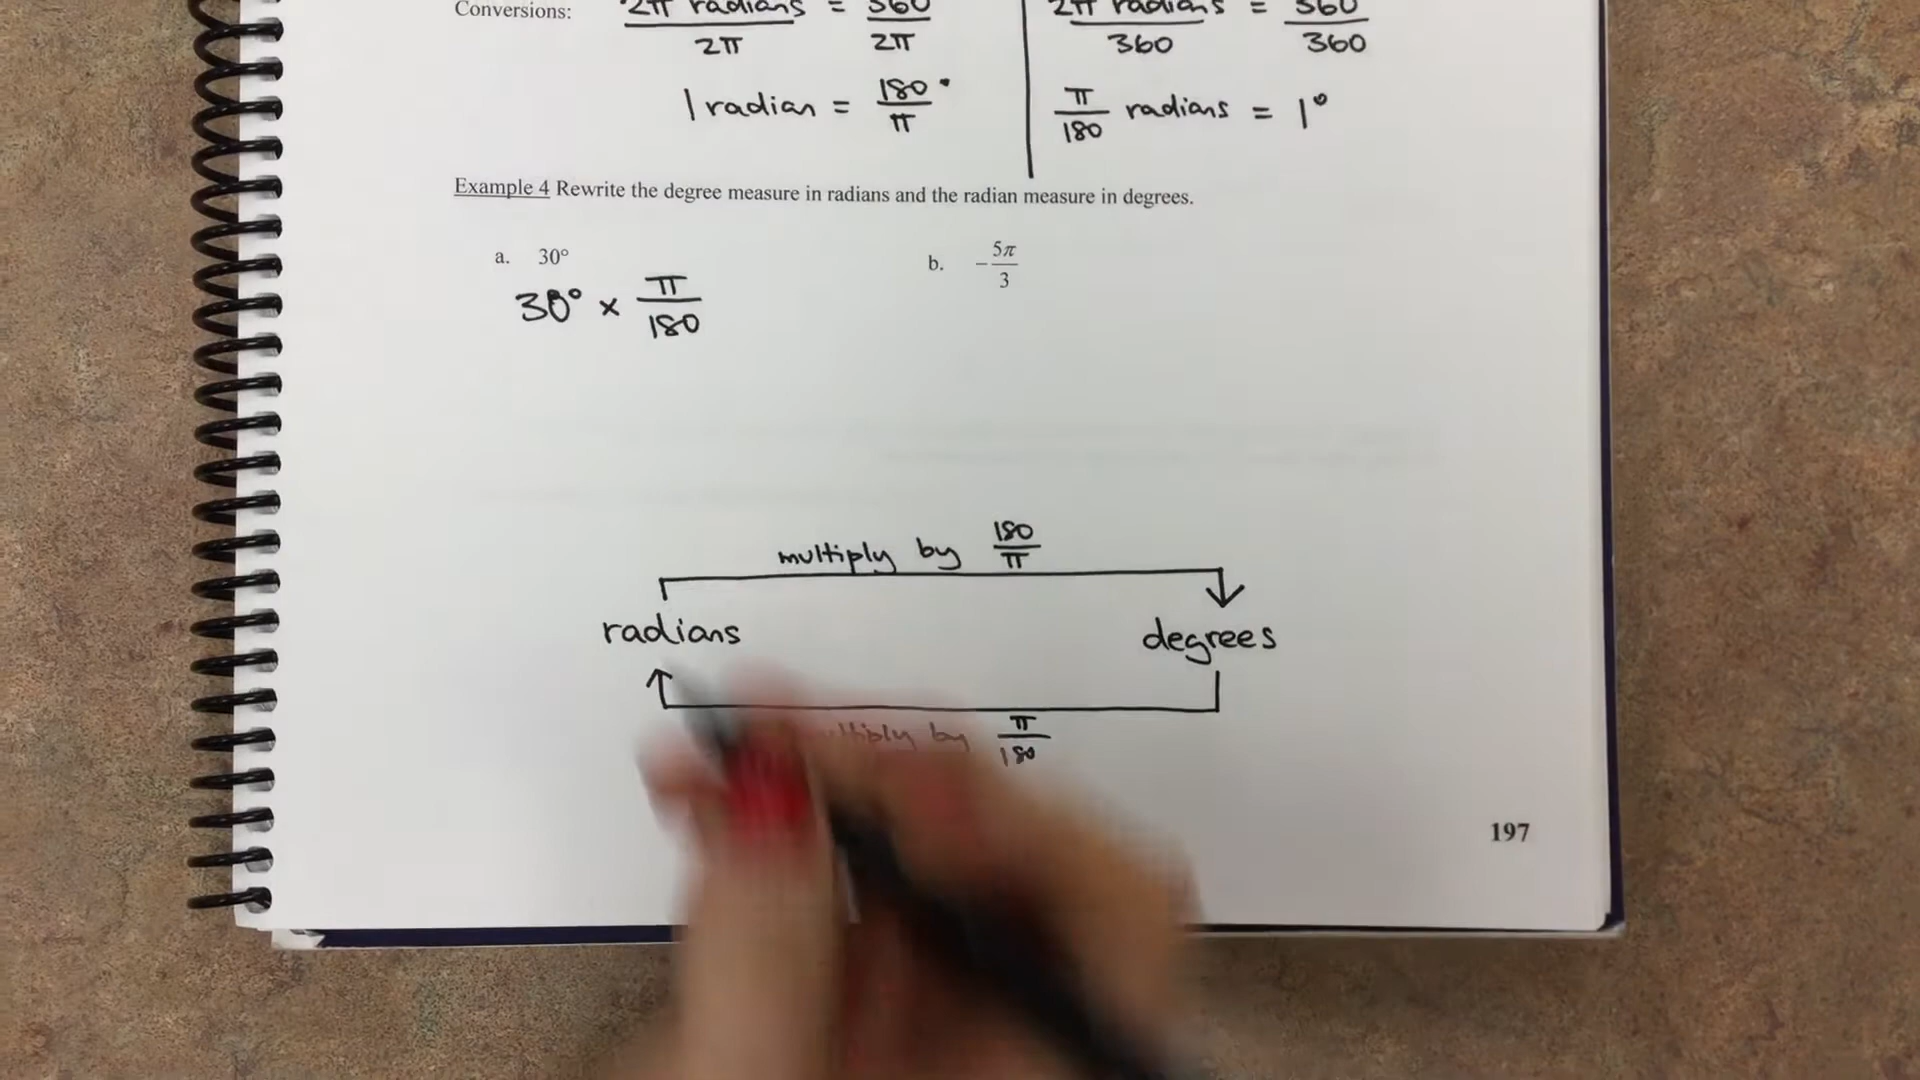 Conversions: 2π radians / 2π = 360 / 2π 2π radians / 360 = 360 / 360
1 radian = 180° / π π / 180 radians = 1°
Example 4 Rewrite the degree measure in radians and the radian measure in degrees.
a. 30° b. -5π/3
30° × π/180
multiply by 180/π
radians degrees
by π/180
197